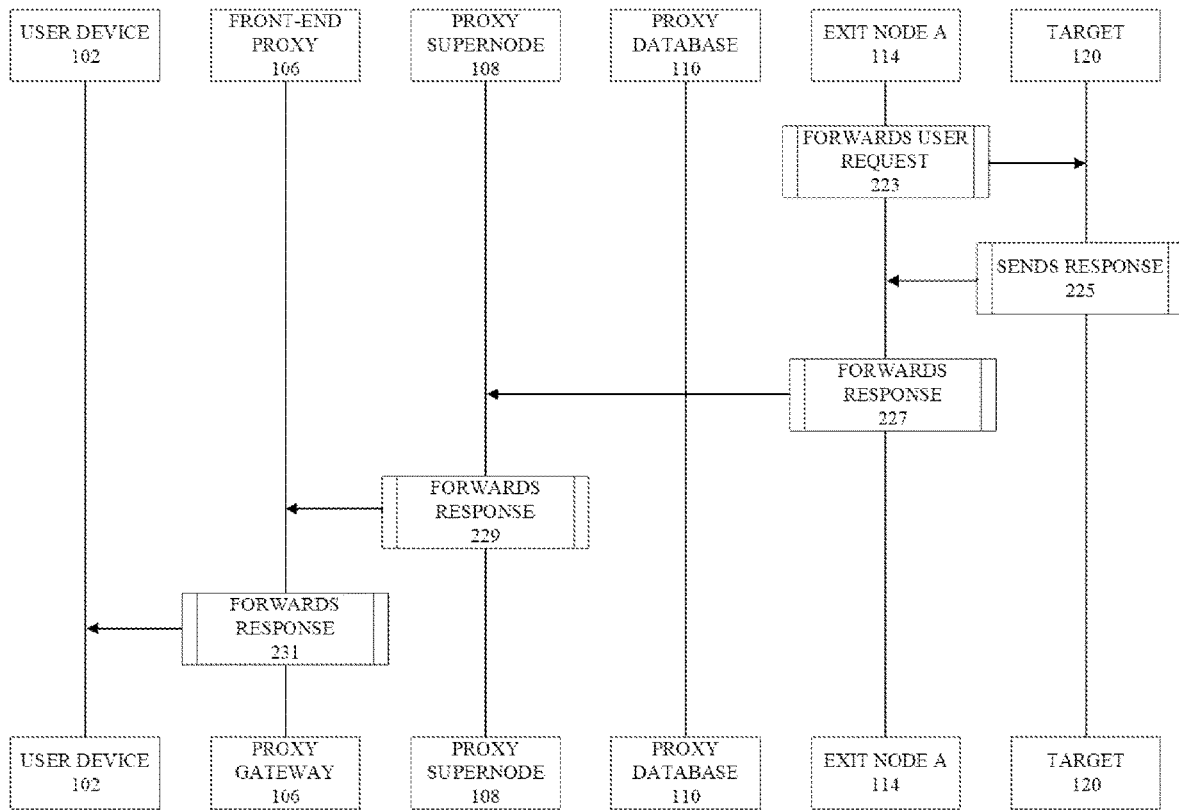 USER DEVICE
102
FRONT-END
PROXY
106
PROXY
SUPERNODE
108
PROXY
DATABASE
110
EXIT NODE A
114
TARGET
120
FORWARDS USER
REQUEST
223
SENDS RESPONSE
225
FORWARDS
RESPONSE
227
FORWARDS
RESPONSE
229
FORWARDS
RESPONSE
231
USER DEVICE
102
PROXY
GATEWAY
106
PROXY
SUPERNODE
108
PROXY
DATABASE
110
EXIT NODE A
114
TARGET
120